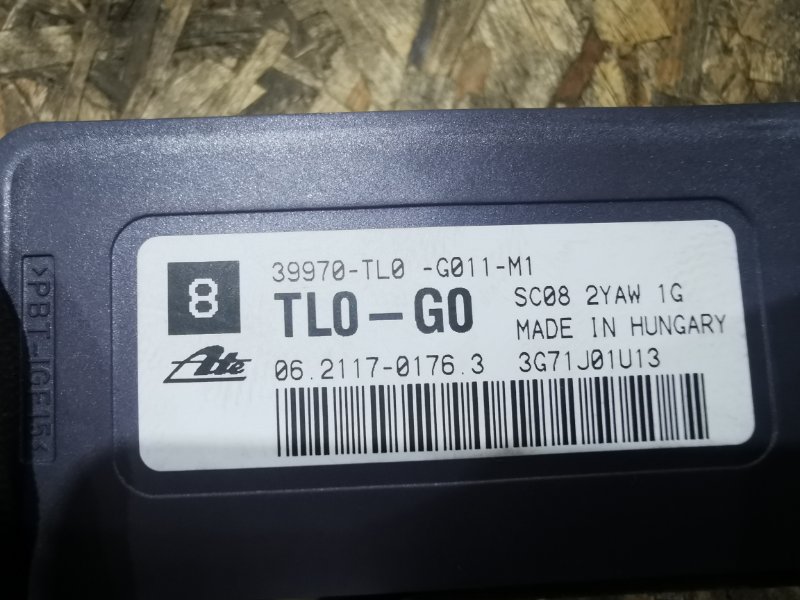 8
39970-TL0 -G011-M1
TL0-G0
SC08 2YAW 1G
MADE IN HUNGARY
Ate
06.2117-0176.3 3G71J01U13
>PBT-IGF15<